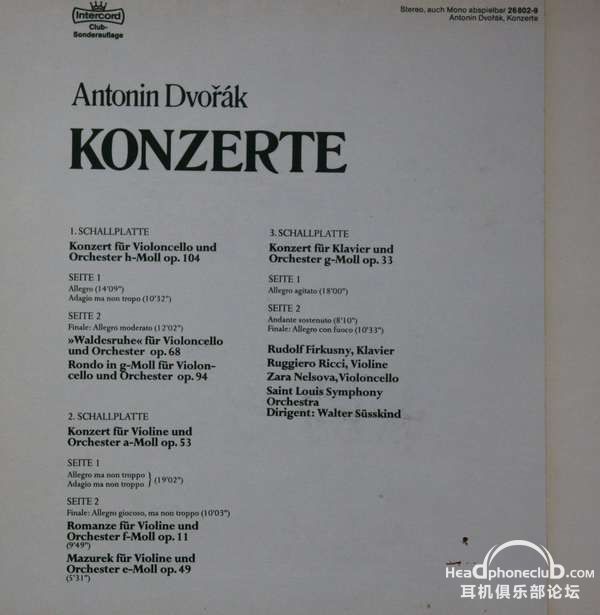 Intercord
Club-
Sonderauflage
Stereo, auch Mono abspielbar 26802-9
Antonin Dvořák, Konzerte
Antonin Dvořák
KONZERTE
1. SCHALLPLATTE
Konzert für Violoncello und
Orchester h-Moll op. 104
SEITE 1
Allegro (14'09")
Adagio ma non tropo (10'32")
SEITE 2
Finale: Allegro moderato (12'02")
»Waldesruhe« für Violoncello
und Orchester op. 68
Rondo in g-Moll für Violon-
cello und Orchester op. 94
2. SCHALLPLATTE
Konzert für Violine und
Orchester a-Moll op. 53
SEITE 1
Allegro ma non troppo
Adagio ma non troppo
(19'02")
SEITE 2
Finale: Allegro giocoso, ma non troppo (10'03")
Romanze für Violine und
Orchester f-Moll op. 11
(9'49")
Mazurek für Violine und
Orchester e-Moll op. 49
(5'31")
3. SCHALLPLATTE
Konzert für Klavier und
Orchester g-Moll op. 33
SEITE 1
Allegro agitato (18'00")
SEITE 2
Andante sostenuto (8'10")
Finale: Allegro con fuoco (10'33")
Rudolf Firkusny, Klavier
Ruggiero Ricci, Violine
Zara Nelsova, Violoncello
Saint Louis Symphony
Orchestra
Dirigent: Walter Süsskind
HeadphoneClub.com
耳机俱乐部论坛